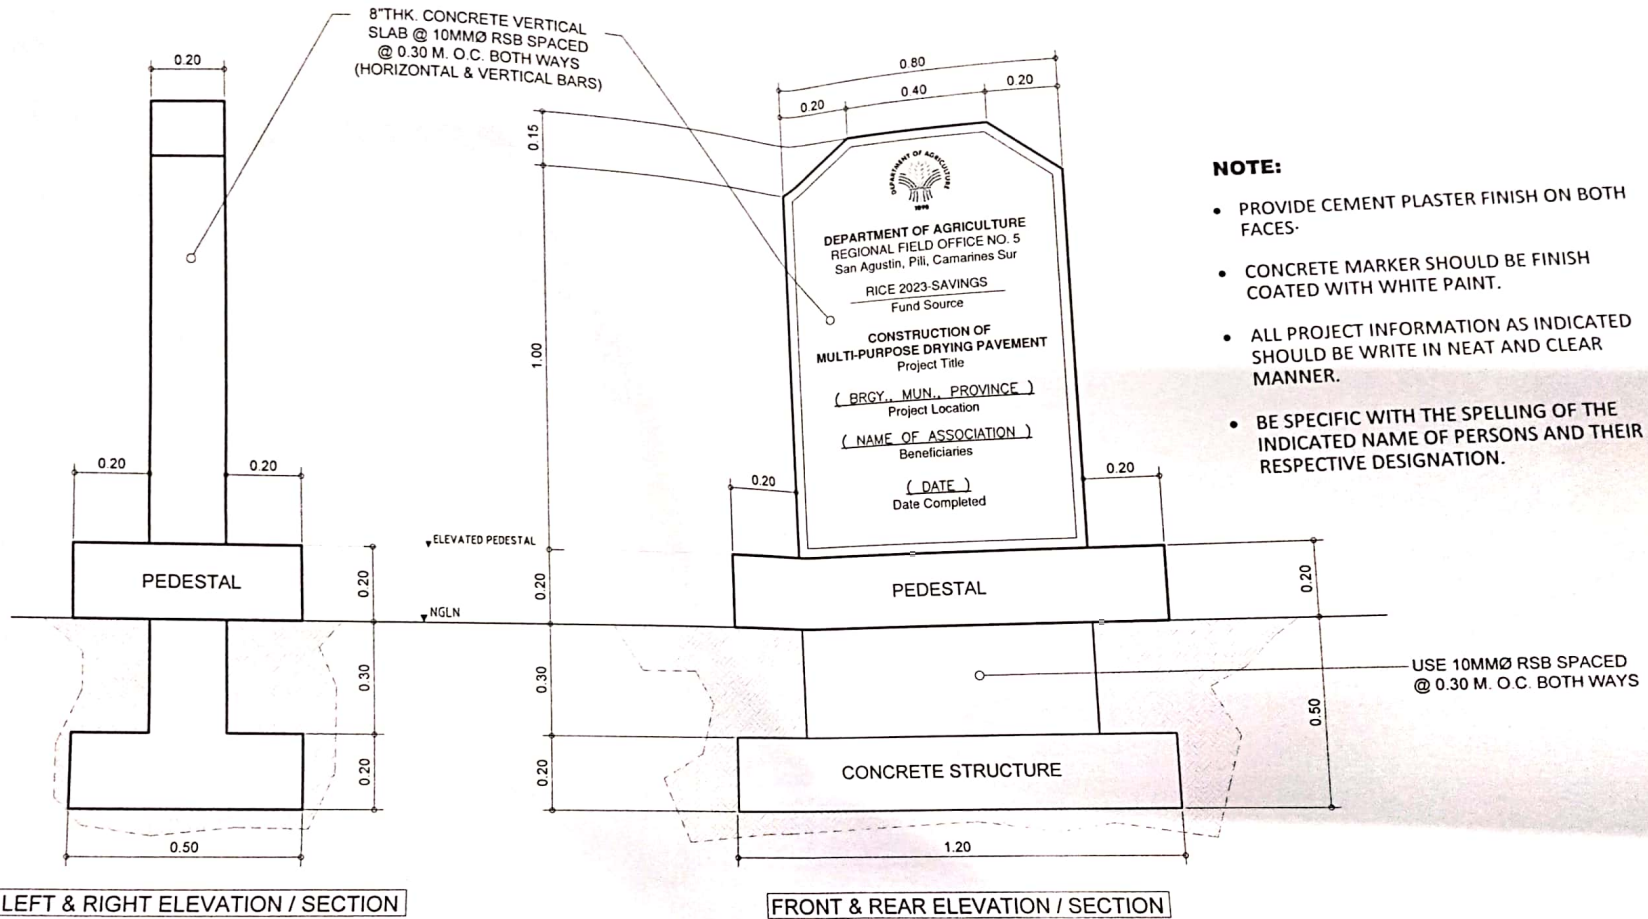 8"THK. CONCRETE VERTICAL
SLAB @ 10MMØ RSB SPACED
@ 0.30 M. O.C. BOTH WAYS
(HORIZONTAL & VERTICAL BARS)
0.20
0.20
0.20
PEDESTAL
0.20
0.30
0.20
0.50
LEFT & RIGHT ELEVATION / SECTION
ELEVATED PEDESTAL
NGLN
0.80
0.20
0.40
0.20
0.15
1.00
0.20
0.30
0.20
DEPARTMENT OF AGRICULTURE
1898
DEPARTMENT OF AGRICULTURE
REGIONAL FIELD OFFICE NO. 5
San Agustin, Pili, Camarines Sur
RICE 2023-SAVINGS
Fund Source
CONSTRUCTION OF
MULTI-PURPOSE DRYING PAVEMENT
Project Title
( BRGY., MUN., PROVINCE )
Project Location
( NAME OF ASSOCIATION )
Beneficiaries
( DATE )
Date Completed
0.20
0.20
PEDESTAL
0.20
0.50
USE 10MMØ RSB SPACED
@ 0.30 M. O.C. BOTH WAYS
CONCRETE STRUCTURE
1.20
FRONT & REAR ELEVATION / SECTION
NOTE:
• PROVIDE CEMENT PLASTER FINISH ON BOTH
FACES.
• CONCRETE MARKER SHOULD BE FINISH
COATED WITH WHITE PAINT.
• ALL PROJECT INFORMATION AS INDICATED
SHOULD BE WRITE IN NEAT AND CLEAR
MANNER.
• BE SPECIFIC WITH THE SPELLING OF THE
INDICATED NAME OF PERSONS AND THEIR
RESPECTIVE DESIGNATION.